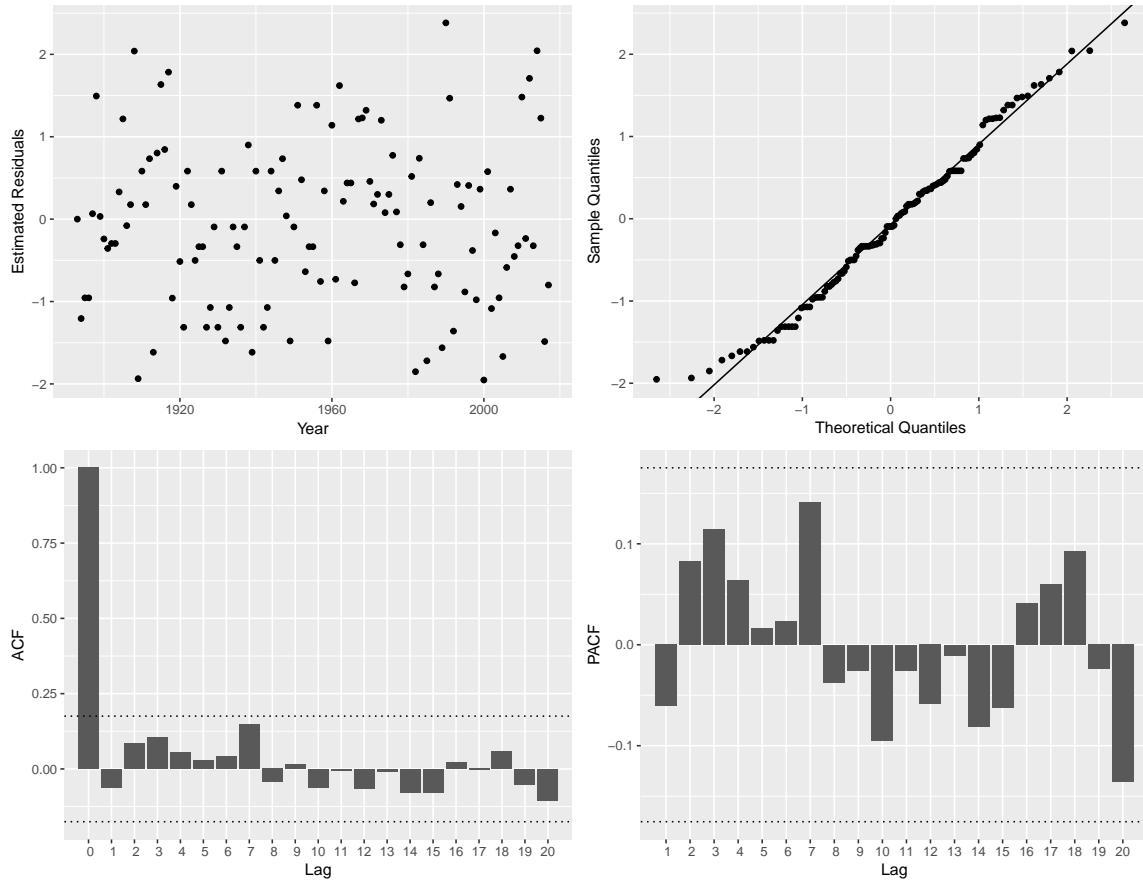 2
1
0
−1
−2
Estimated Residuals
1920
1960
2000
Year
2
1
0
−1
−2
Sample Quantiles
−2
−1
0
1
2
Theoretical Quantiles
1.00
0.75
0.50
0.25
0.00
ACF
0 1 2 3 4 5 6 7 8 9 10 11 12 13 14 15 16 17 18 19 20
Lag
0.1
0.0
−0.1
PACF
1 2 3 4 5 6 7 8 9 10 11 12 13 14 15 16 17 18 19 20
Lag